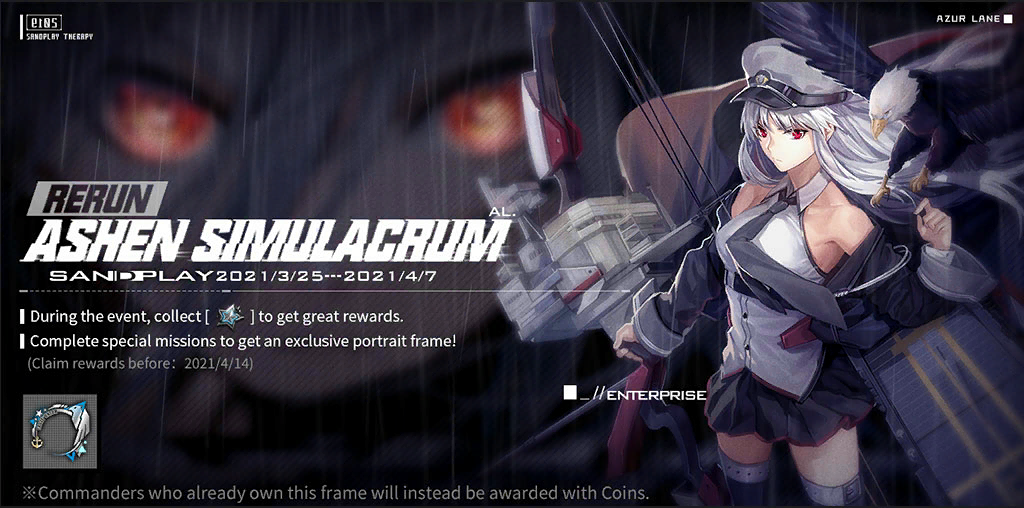 e105
SANDPLAY THERAPY
AZUR LANE
RERUN
AL.
ASHEN SIMULACRUM
SANDPLAY2021/3/25---2021/4/7
During the event, collect [ ] to get great rewards.
Complete special missions to get an exclusive portrait frame!
(Claim rewards before: 2021/4/14)
_//ENTERPRISE
※Commanders who already own this frame will instead be awarded with Coins.